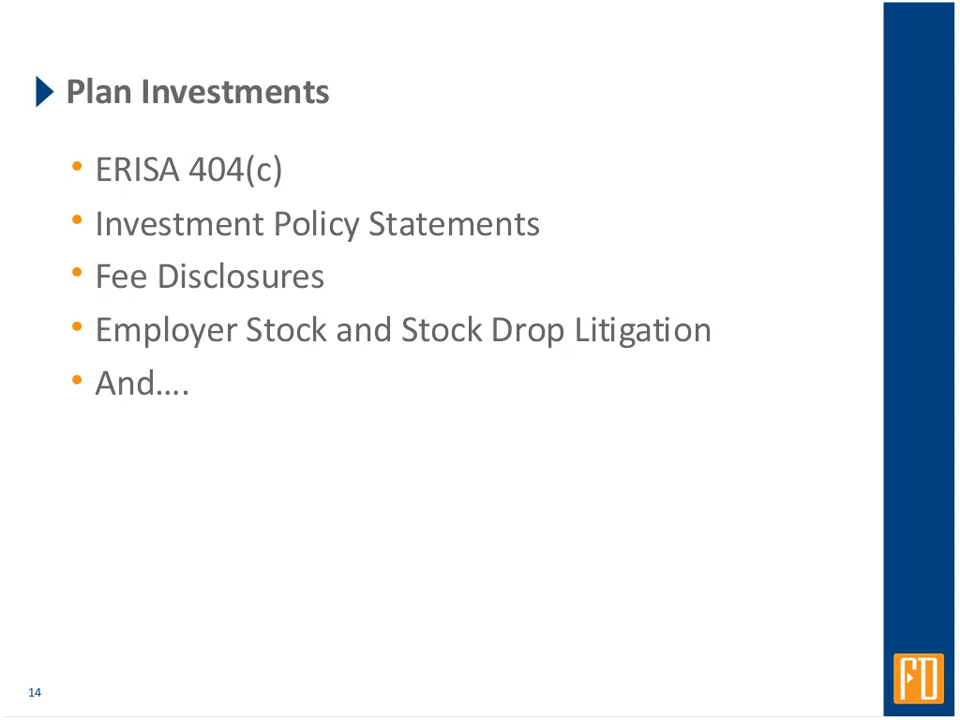 Plan Investments
• ERISA 404(c)
• Investment Policy Statements
• Fee Disclosures
• Employer Stock and Stock Drop Litigation
• And….
14
FD